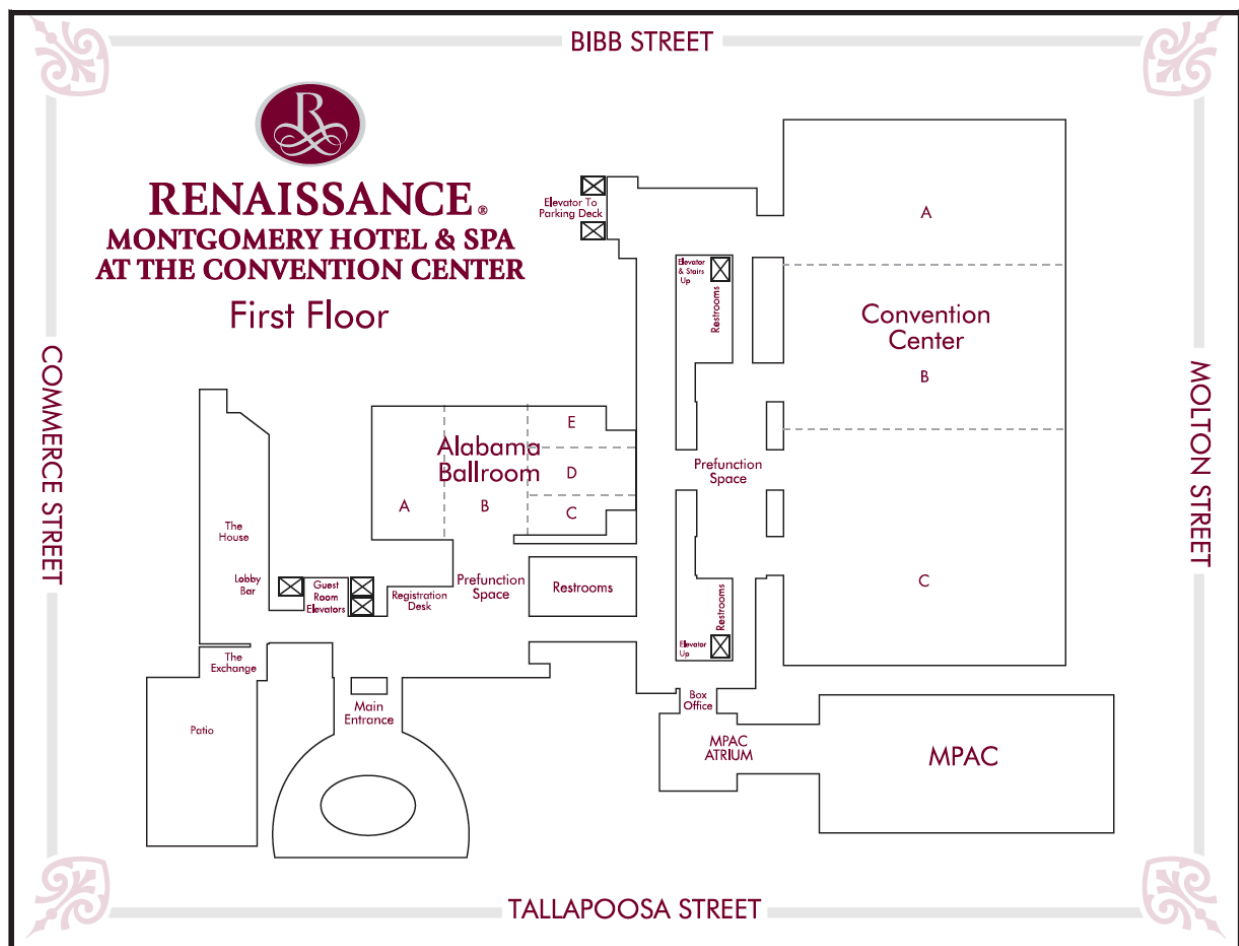 BIBB STREET
R
RENAISSANCE®
MONTGOMERY HOTEL & SPA
AT THE CONVENTION CENTER
First Floor
COMMERCE STREET
MOLTON STREET
Elevator To
Parking Deck
A
Elevator
& Stairs
Up
Restrooms
Convention
Center
B
E
Alabama
Ballroom
D
A
B
C
Prefunction
Space
The
House
Lobby
Bar
Guest
Room
Elevators
Registration
Desk
Prefunction
Space
Restrooms
C
Restrooms
Elevator
Up
The
Exchange
Box
Office
Main
Entrance
Patio
MPAC
ATRIUM
MPAC
TALLAPOOSA STREET